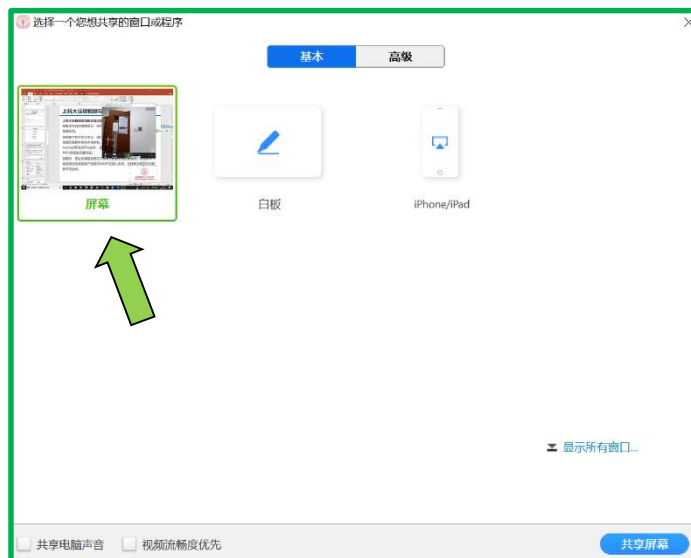 选择一个您想共享的窗口或程序
基本
高级
屏幕
白板
iPhone/iPad
显示所有窗口...
共享电脑声音
视频流畅度优先
共享屏幕